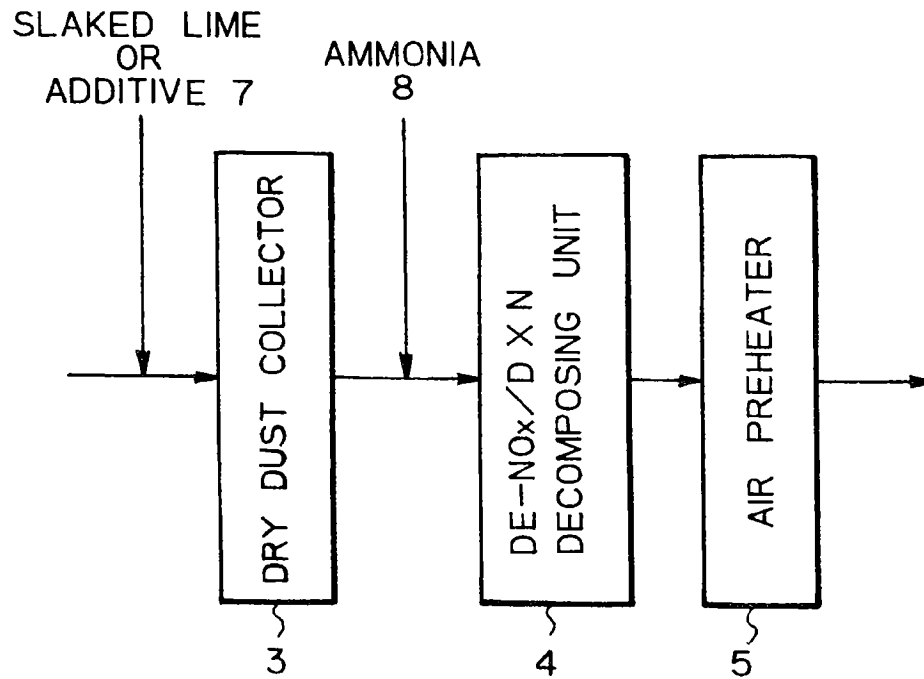 SLAKED LIME
OR
ADDITIVE 7
AMMONIA
8
DRY DUST COLLECTOR
DE-NOx/D X N
DECOMPOSING UNIT
AIR PREHEATER
3
4
5